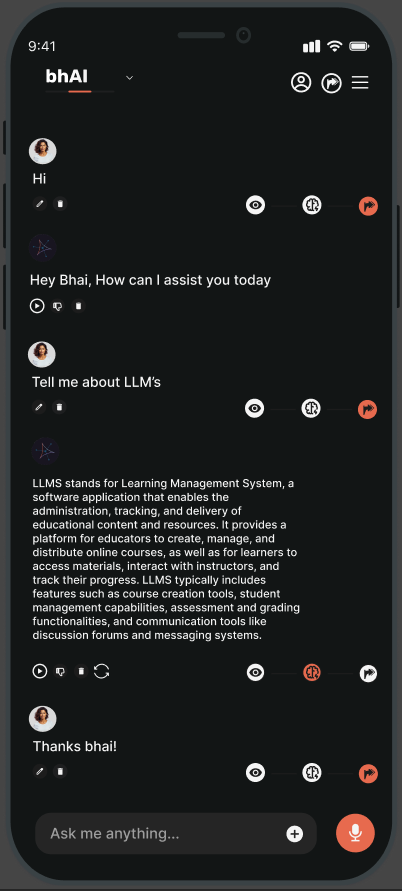 9:41
bhAI
Hi
Hey Bhai, How can I assist you today
Tell me about LLM's
LLMS stands for Learning Management System, a
software application that enables the
administration, tracking, and delivery of
educational content and resources. It provides a
platform for educators to create, manage, and
distribute online courses, as well as for learners to
access materials, interact with instructors, and
track their progress. LLMS typically includes
features such as course creation tools, student
management capabilities, assessment and grading
functionalities, and communication tools like
discussion forums and messaging systems.
Thanks bhai!
Ask me anything...